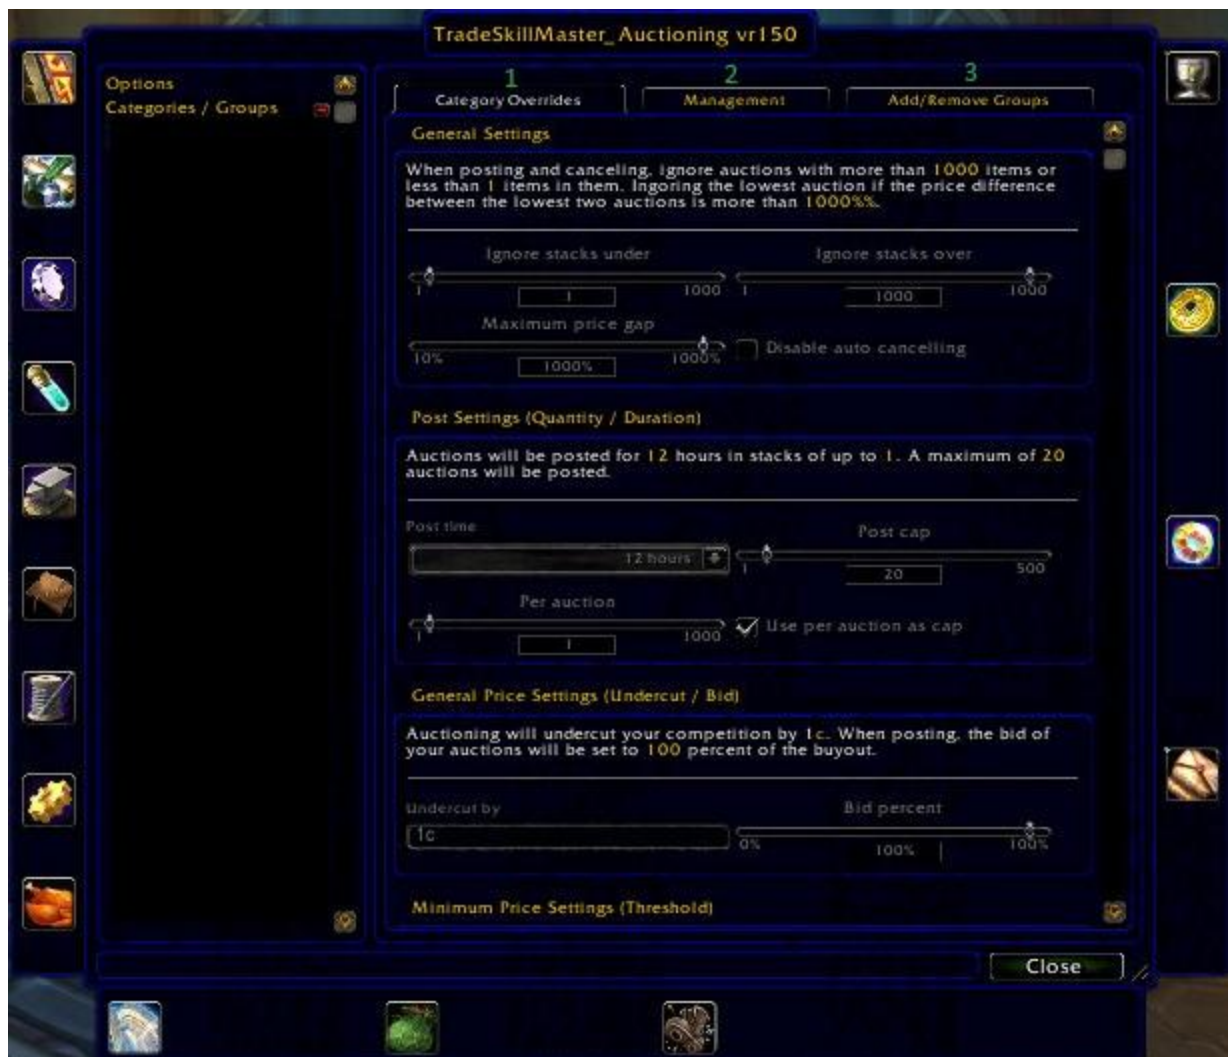 TradeSkillMaster_Auctioning vr150
Options
Categories / Groups
1
2
3
Category Overrides
Management
Add/Remove Groups
General Settings
When posting and canceling, ignore auctions with more than 1000 items or
less than 1 items in them. Ingoring the lowest auction if the price difference
between the lowest two auctions is more than 1000%%.
Ignore stacks under
Ignore stacks over
1
1000
1
1000
1
1000
Maximum price gap
10%
1000%
1000%
Disable auto cancelling
Post Settings (Quantity / Duration)
Auctions will be posted for 12 hours in stacks of up to 1. A maximum of 20
auctions will be posted.
Post time
Post cap
12 hours
1
500
20
Per auction
1
1000
Use per auction as cap
1
General Price Settings (Undercut / Bid)
Auctioning will undercut your competition by 1c. When posting, the bid of
your auctions will be set to 100 percent of the buyout.
Undercut by
Bid percent
1c
0%
100%
100%
Minimum Price Settings (Threshold)
Close